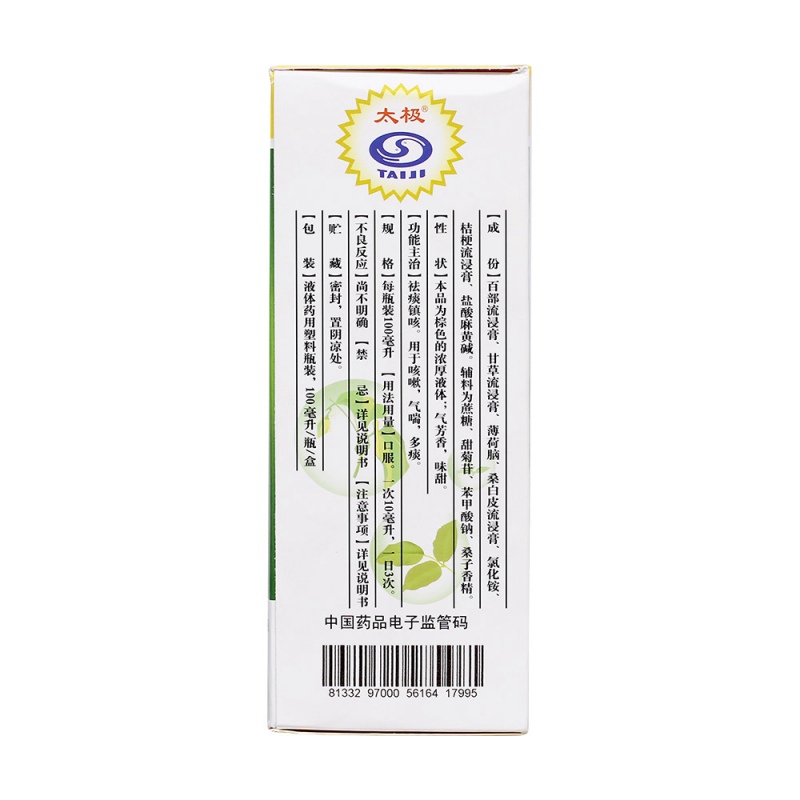 太极®
TAIJI
【成份】百部流浸膏、甘草流浸膏、薄荷脑、桑白皮流浸膏、氯化铵、
桔梗流浸膏、盐酸麻黄碱。辅料为蔗糖、甜菊苷、苯甲酸钠、桑子香精。
【性状】本品为棕色的浓厚液体；气芳香，味甜。
【功能主治】祛痰镇咳。用于咳嗽，气喘，多痰。
【规格】每瓶装100毫升【用法用量】口服。一次10毫升，一日3次。
【不良反应】尚不明确【禁忌】详见说明书【注意事项】详见说明书
【贮藏】密封，置阴凉处。
【包装】液体药用塑料瓶装，100毫升/瓶/盒
中国药品电子监管码
81332 97000 56164 17995